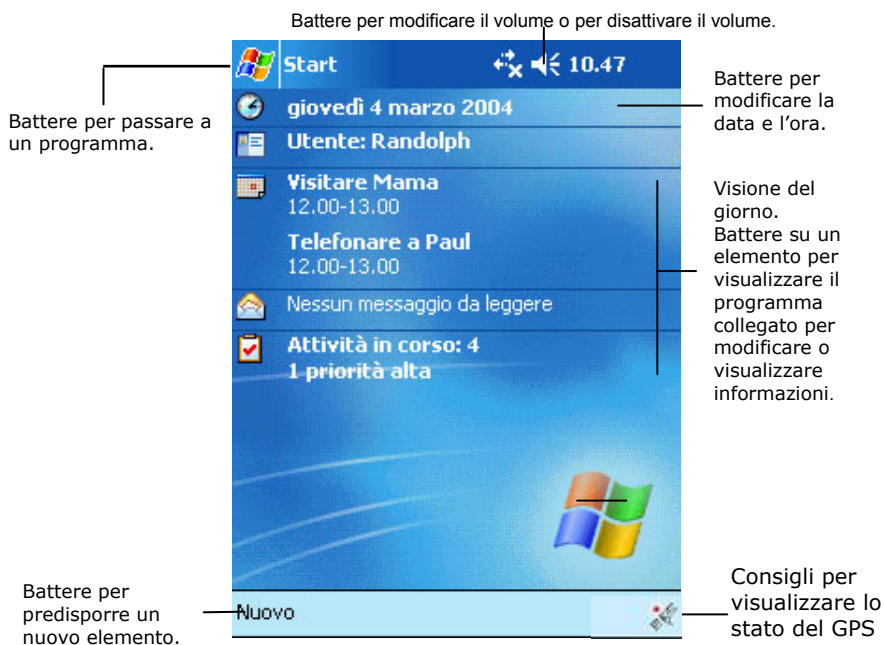 Battere per modificare il volume o per disattivare il volume.
Start
10.47
Battere per passare a
un programma.
giovedì 4 marzo 2004
Battere per
modificare la
data e l'ora.
Utente: Randolph
Visitare Mama
12.00-13.00
Telefonare a Paul
12.00-13.00
Nessun messaggio da leggere
Attività in corso: 4
1 priorità alta
Visione del
giorno.
Battere su un
elemento per
visualizzare il
programma
collegato per
modificare o
visualizzare
informazioni.
Battere per
predisporre un
nuovo elemento.
Nuovo
Consigli per
visualizzare lo
stato del GPS